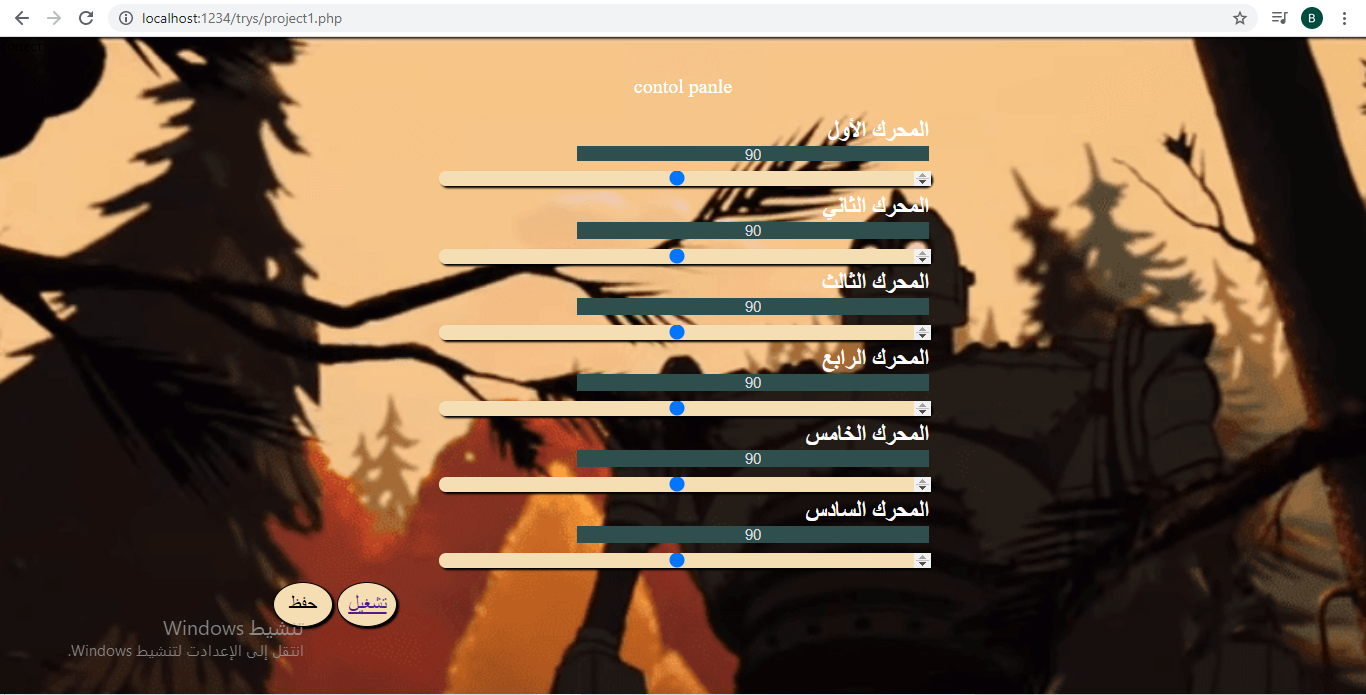 localhost:1234/trys/project1.php
B
contol panle
المحرك الأول
90
المحرك الثاني
90
المحرك الثالث
90
المحرك الرابع
90
المحرك الخامس
90
المحرك السادس
90
تشغيل
حفظ
تنشيط Windows
انتقل إلى الإعدادت لتنشيط Windows.